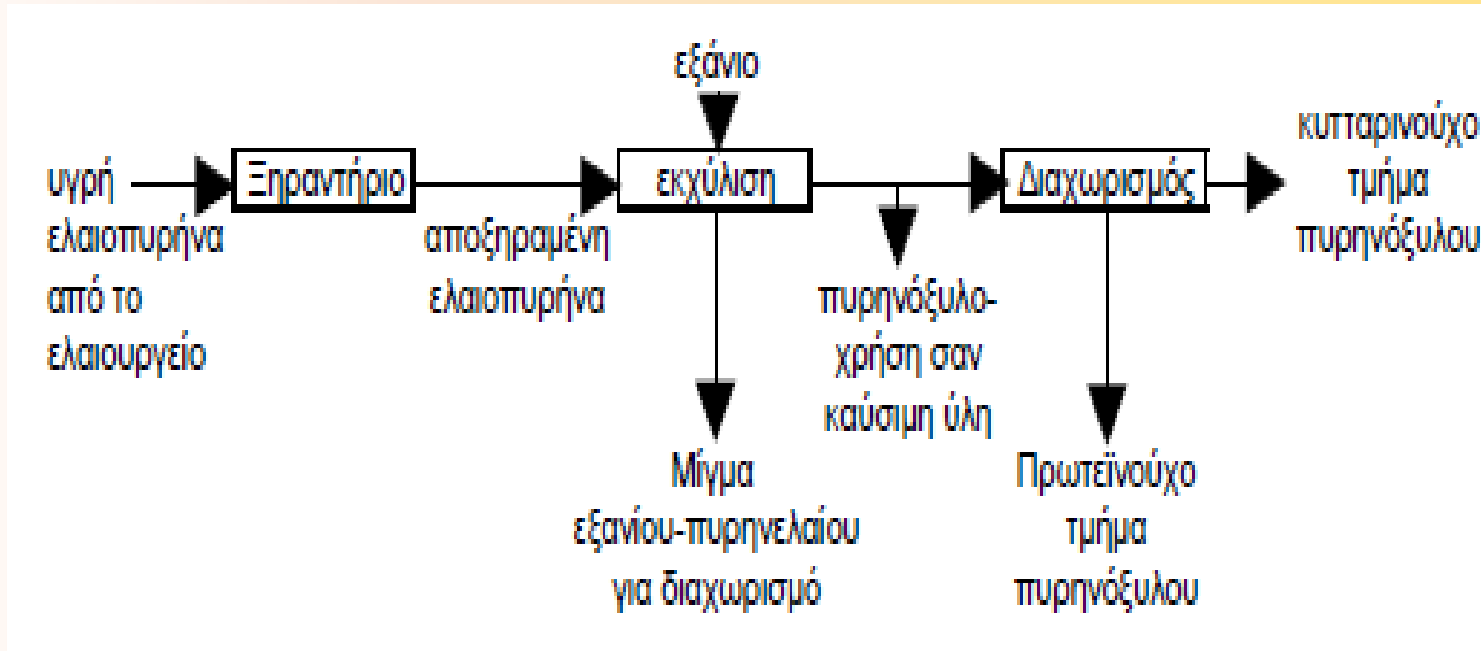 εξάνιο
υγρή
ελαιοπυρήνα
από το
ελαιουργείο
Ξηραντήριο
αποξηραμένη
ελαιοπυρήνα
εκχύλιση
Μίγμα
εξανίου-πυρηνελαίου
για διαχωρισμό
πυρηνόξυλο-
χρήση σαν
καύσιμη ύλη
Διαχωρισμός
Πρωτεϊνούχο
τμήμα
πυρηνόξυλου
κυτταρινούχο
τμήμα
πυρηνόξυλου